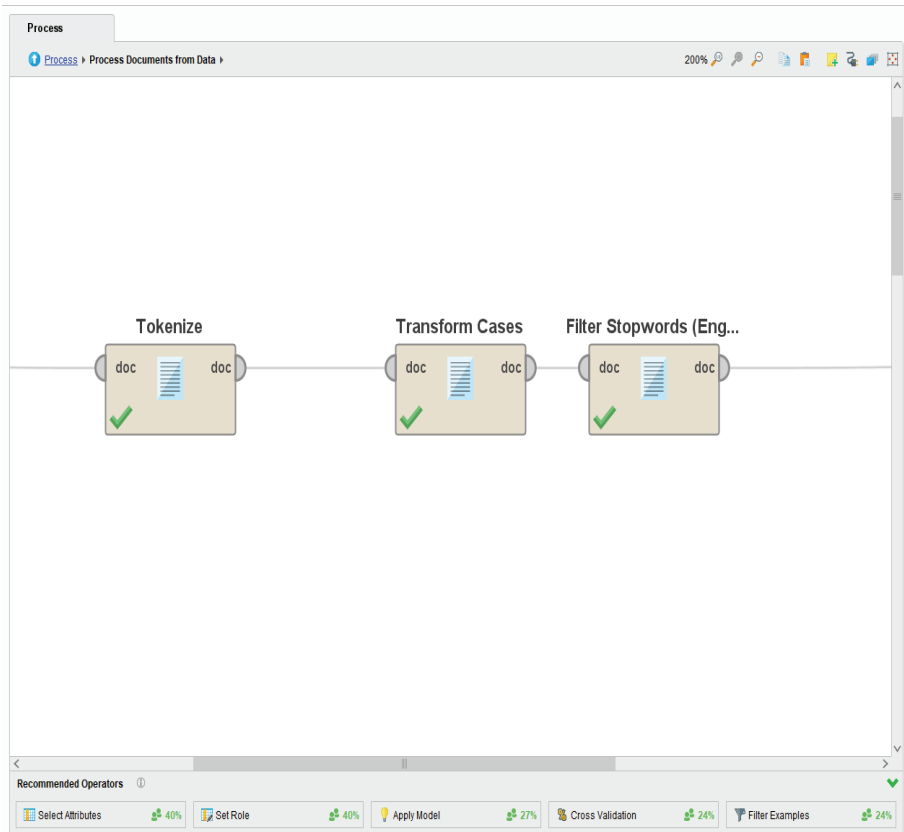 Process
Process Process Documents from Data
200%
Tokenize
Transform Cases
Filter Stopwords (Eng...
doc doc
doc doc
doc doc
Recommended Operators
Select Attributes 40%
Set Role 40%
Apply Model 27%
Cross Validation 24%
Filter Examples 24%